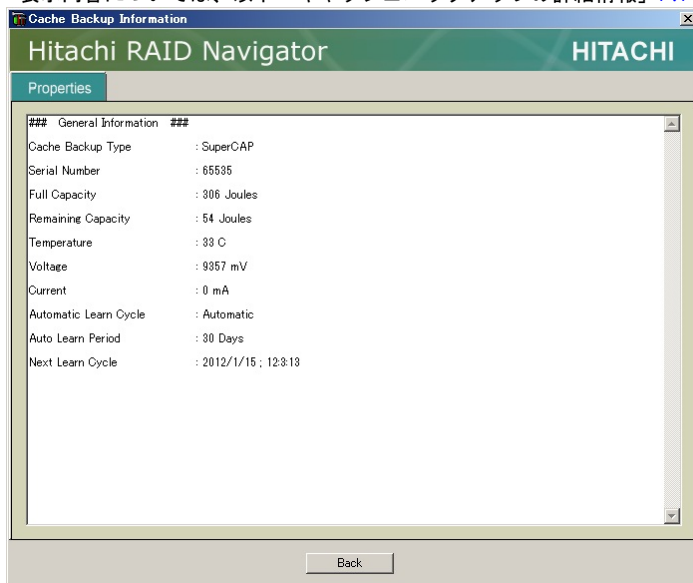 Cache Backup Information
Hitachi RAID Navigator HITACHI
Properties
### General Information ###
Cache Backup Type : SuperCAP
Serial Number : 65535
Full Capacity : 306 Joules
Remaining Capacity : 54 Joules
Temperature : 33 C
Voltage : 9357 mV
Current : 0 mA
Automatic Learn Cycle : Automatic
Auto Learn Period : 30 Days
Next Learn Cycle : 2012/1/15 ; 12:3:13
Back